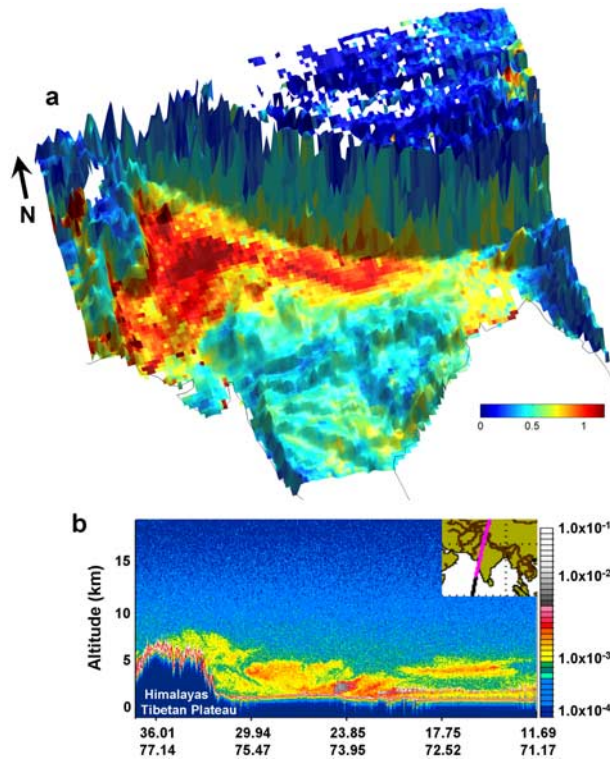 a
N
0 0.5 1
b
Altitude (km)
15
10
5
0
Himalayas
Tibetan Plateau
1.0x10-1
1.0x10-2
1.0x10-3
1.0x10-4
36.01 29.94 23.85 17.75 11.69
77.14 75.47 73.95 72.52 71.17